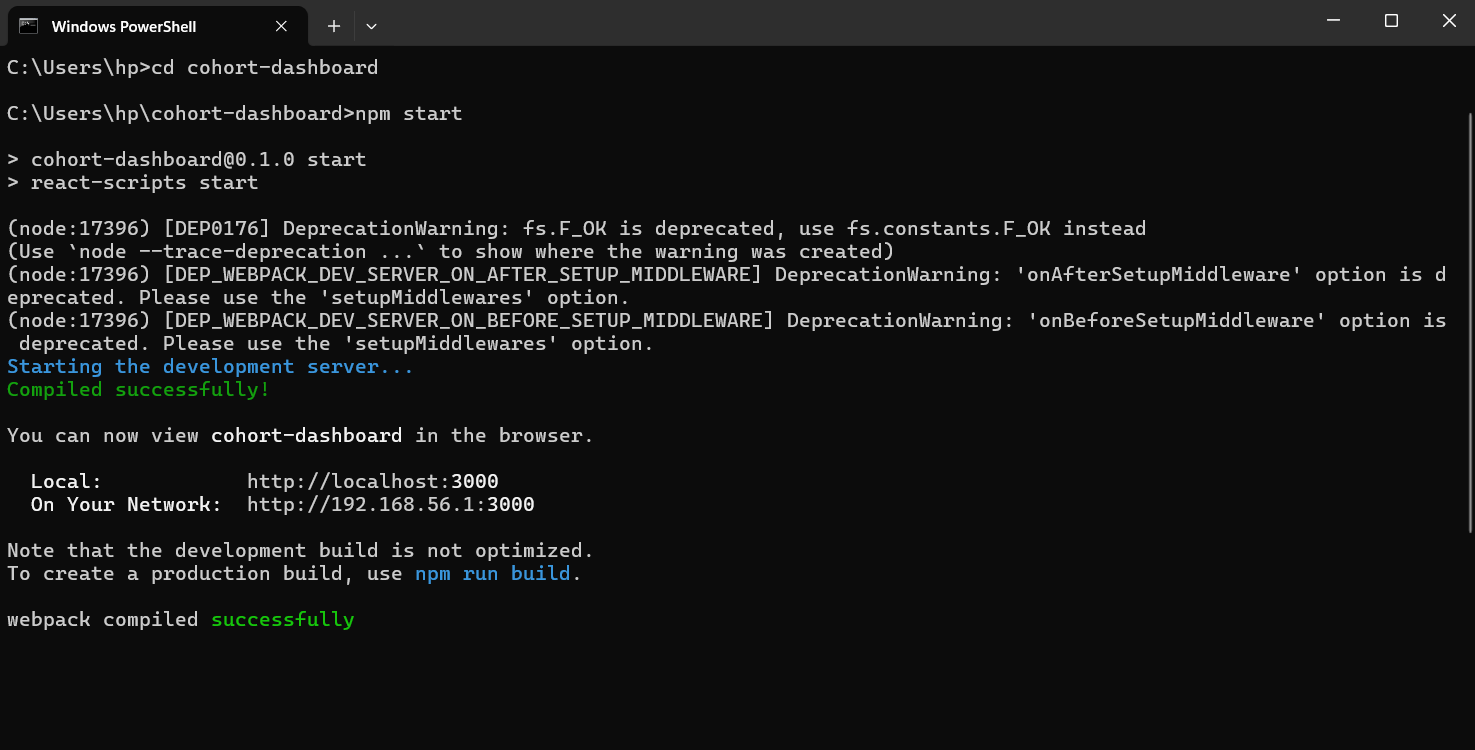 Windows PowerShell
C:\Users\hp>cd cohort-dashboard
C:\Users\hp\cohort-dashboard>npm start
> cohort-dashboard@0.1.0 start
> react-scripts start
(node:17396) [DEP0176] DeprecationWarning: fs.F_OK is deprecated, use fs.constants.F_OK instead
(Use `node --trace-deprecation ...` to show where the warning was created)
(node:17396) [DEP_WEBPACK_DEV_SERVER_ON_AFTER_SETUP_MIDDLEWARE] DeprecationWarning: 'onAfterSetupMiddleware' option is d
eprecated. Please use the 'setupMiddlewares' option.
(node:17396) [DEP_WEBPACK_DEV_SERVER_ON_BEFORE_SETUP_MIDDLEWARE] DeprecationWarning: 'onBeforeSetupMiddleware' option is
 deprecated. Please use the 'setupMiddlewares' option.
Starting the development server...
Compiled successfully!
You can now view cohort-dashboard in the browser.
  Local:            http://localhost:3000
  On Your Network:  http://192.168.56.1:3000
Note that the development build is not optimized.
To create a production build, use npm run build.
webpack compiled successfully